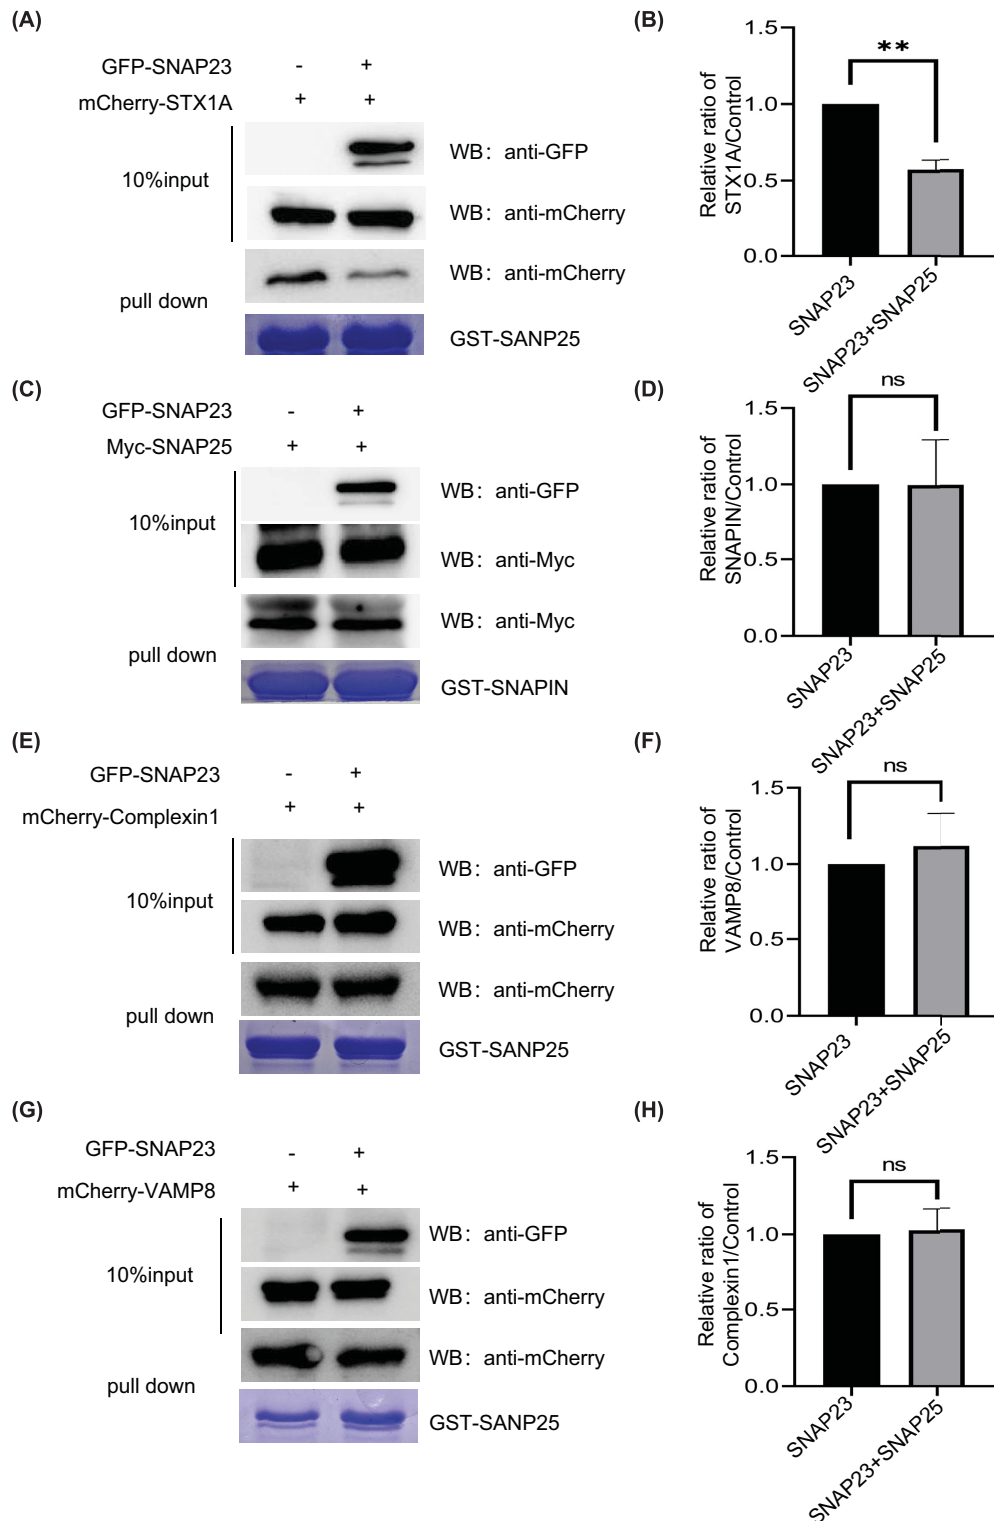 (A)
GFP-SNAP23 - +
mCherry-STX1A + +
10%input
WB: anti-GFP
WB: anti-mCherry
pull down
WB: anti-mCherry
GST-SANP25
(B)
Relative ratio of
STX1A/Control
1.5
1.0
0.5
0.0
**
SNAP23
SNAP23+SNAP25
(C)
GFP-SNAP23 - +
Myc-SNAP25 + +
10%input
WB: anti-GFP
WB: anti-Myc
pull down
WB: anti-Myc
GST-SNAPIN
(D)
Relative ratio of
SNAPIN/Control
1.5
1.0
0.5
0.0
ns
SNAP23
SNAP23+SNAP25
(E)
GFP-SNAP23 - +
mCherry-Complexin1 + +
10%input
WB: anti-GFP
WB: anti-mCherry
pull down
WB: anti-mCherry
GST-SANP25
(F)
Relative ratio of
VAMP8/Control
1.5
1.0
0.5
0.0
ns
SNAP23
SNAP23+SNAP25
(G)
GFP-SNAP23 - +
mCherry-VAMP8 + +
10%input
WB: anti-GFP
WB: anti-mCherry
pull down
WB: anti-mCherry
GST-SANP25
(H)
Relative ratio of
Complexin1/Control
1.5
1.0
0.5
0.0
ns
SNAP23
SNAP23+SNAP25